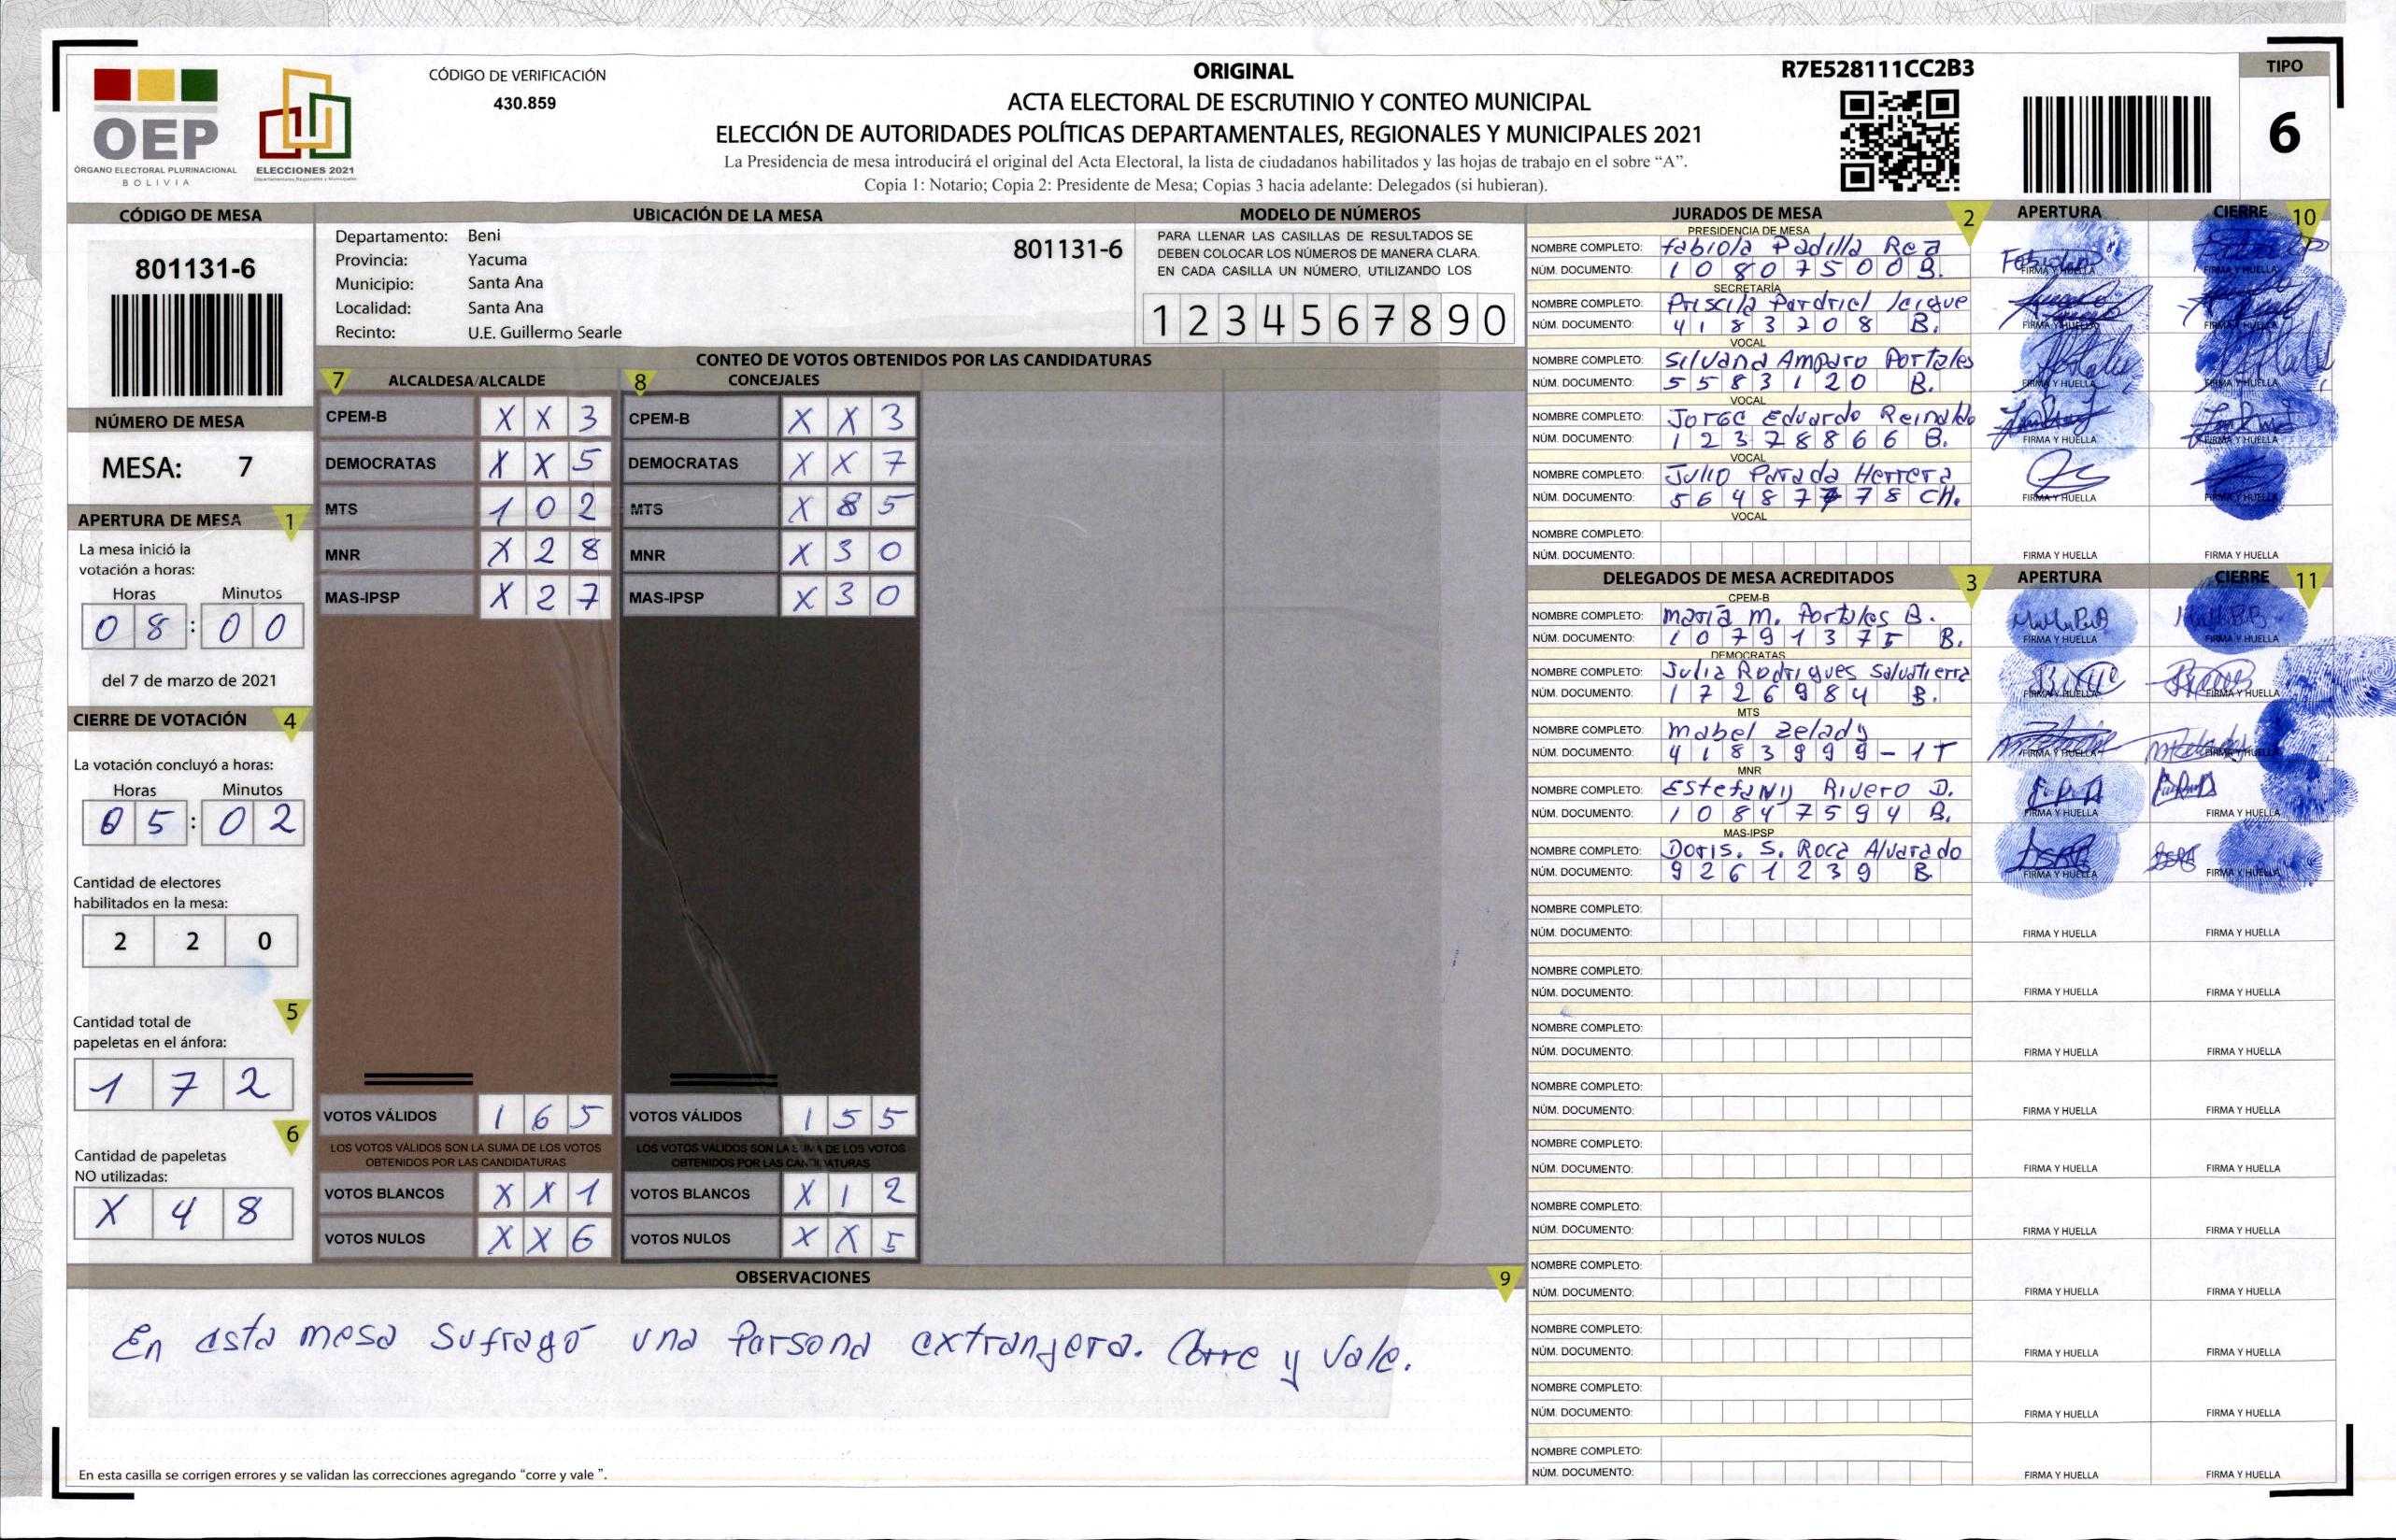 OEP
ÓRGANO ELECTORAL PLURINACIONAL
BOLIVIA
ELECCIONES 2021
Departamentales, Regionales y Municipales
CÓDIGO DE VERIFICACIÓN
430.859
ORIGINAL
ACTA ELECTORAL DE ESCRUTINIO Y CONTEO MUNICIPAL
ELECCIÓN DE AUTORIDADES POLÍTICAS DEPARTAMENTALES, REGIONALES Y MUNICIPALES 2021
La Presidencia de mesa introducirá el original del Acta Electoral, la lista de ciudadanos habilitados y las hojas de trabajo en el sobre “A”.
Copia 1: Notario; Copia 2: Presidente de Mesa; Copias 3 hacia adelante: Delegados (si hubieran).
R7E528111CC2B3
TIPO
6
CÓDIGO DE MESA
801131-6
NÚMERO DE MESA
MESA: 7
APERTURA DE MESA 1
La mesa inició la
votación a horas:
Horas Minutos
0 8 : 0 0
del 7 de marzo de 2021
CIERRE DE VOTACIÓN 4
La votación concluyó a horas:
Horas Minutos
0 5 : 0 2
Cantidad de electores
habilitados en la mesa:
2 2 0
5
Cantidad total de
papeletas en el ánfora:
1 7 2
6
Cantidad de papeletas
NO utilizadas:
X 4 8
UBICACIÓN DE LA MESA
Departamento: Beni
801131-6
Provincia: Yacuma
Municipio: Santa Ana
Localidad: Santa Ana
Recinto: U.E. Guillermo Searle
MODELO DE NÚMEROS
PARA LLENAR LAS CASILLAS DE RESULTADOS SE
DEBEN COLOCAR LOS NÚMEROS DE MANERA CLARA.
EN CADA CASILLA UN NÚMERO, UTILIZANDO LOS
1 2 3 4 5 6 7 8 9 0
CONTEO DE VOTOS OBTENIDOS POR LAS CANDIDATURAS
7 ALCALDESA/ALCALDE
CPEM-B X X 3
DEMOCRATAS X X 5
MTS 1 0 2
MNR X 2 8
MAS-IPSP X 2 7
VOTOS VÁLIDOS 1 6 5
LOS VOTOS VÁLIDOS SON LA SUMA DE LOS VOTOS
OBTENIDOS POR LAS CANDIDATURAS
VOTOS BLANCOS X X 1
VOTOS NULOS X X 6
8 CONCEJALES
CPEM-B X X 3
DEMOCRATAS X X 7
MTS X 8 5
MNR X 3 0
MAS-IPSP X 3 0
VOTOS VÁLIDOS 1 5 5
LOS VOTOS VÁLIDOS SON LA SUMA DE LOS VOTOS
OBTENIDOS POR LAS CANDIDATURAS
VOTOS BLANCOS X 1 2
VOTOS NULOS X X 5
OBSERVACIONES 9
En esta mesa Sufragó una Persona extranjera. Corre y Vale.
En esta casilla se corrigen errores y se validan las correcciones agregando “corre y vale ”.
JURADOS DE MESA 2 APERTURA CIERRE 10
PRESIDENCIA DE MESA
NOMBRE COMPLETO: fabiola Padilla Rea
NÚM. DOCUMENTO: 10807500 B. FIRMA Y HUELLA FIRMA Y HUELLA
SECRETARÍA
NOMBRE COMPLETO: Priscila Pardriel leigue
NÚM. DOCUMENTO: 4183208 B. FIRMA Y HUELLA FIRMA Y HUELLA
VOCAL
NOMBRE COMPLETO: Silvana Amparo Portales
NÚM. DOCUMENTO: 5583120 B. FIRMA Y HUELLA FIRMA Y HUELLA
VOCAL
NOMBRE COMPLETO: Jorge Eduardo Reinaldo
NÚM. DOCUMENTO: 12378866 B. FIRMA Y HUELLA FIRMA Y HUELLA
VOCAL
NOMBRE COMPLETO: Julio Parada Herrera
NÚM. DOCUMENTO: 56487778 CH. FIRMA Y HUELLA FIRMA Y HUELLA
VOCAL
NOMBRE COMPLETO:
NÚM. DOCUMENTO: FIRMA Y HUELLA FIRMA Y HUELLA
DELEGADOS DE MESA ACREDITADOS 3 APERTURA CIERRE 11
CPEM-B
NOMBRE COMPLETO: maria m. Portales B.
NÚM. DOCUMENTO: 10791375 B. FIRMA Y HUELLA FIRMA Y HUELLA
DEMOCRATAS
NOMBRE COMPLETO: Julia Rodrigues Salvatierra
NÚM. DOCUMENTO: 1726984 B. FIRMA Y HUELLA FIRMA Y HUELLA
MTS
NOMBRE COMPLETO: mabel Zelady
NÚM. DOCUMENTO: 4183999-1T FIRMA Y HUELLA FIRMA Y HUELLA
MNR
NOMBRE COMPLETO: Estefany Rivero D.
NÚM. DOCUMENTO: 10847594 B. FIRMA Y HUELLA FIRMA Y HUELLA
MAS-IPSP
NOMBRE COMPLETO: Doris. S. Roca Alvarado
NÚM. DOCUMENTO: 9261239 B FIRMA Y HUELLA FIRMA Y HUELLA
NOMBRE COMPLETO:
NÚM. DOCUMENTO: FIRMA Y HUELLA FIRMA Y HUELLA
NOMBRE COMPLETO:
NÚM. DOCUMENTO: FIRMA Y HUELLA FIRMA Y HUELLA
NOMBRE COMPLETO:
NÚM. DOCUMENTO: FIRMA Y HUELLA FIRMA Y HUELLA
NOMBRE COMPLETO:
NÚM. DOCUMENTO: FIRMA Y HUELLA FIRMA Y HUELLA
NOMBRE COMPLETO:
NÚM. DOCUMENTO: FIRMA Y HUELLA FIRMA Y HUELLA
NOMBRE COMPLETO:
NÚM. DOCUMENTO: FIRMA Y HUELLA FIRMA Y HUELLA
NOMBRE COMPLETO:
NÚM. DOCUMENTO: FIRMA Y HUELLA FIRMA Y HUELLA
NOMBRE COMPLETO:
NÚM. DOCUMENTO: FIRMA Y HUELLA FIRMA Y HUELLA
NOMBRE COMPLETO:
NÚM. DOCUMENTO: FIRMA Y HUELLA FIRMA Y HUELLA
NOMBRE COMPLETO:
NÚM. DOCUMENTO: FIRMA Y HUELLA FIRMA Y HUELLA